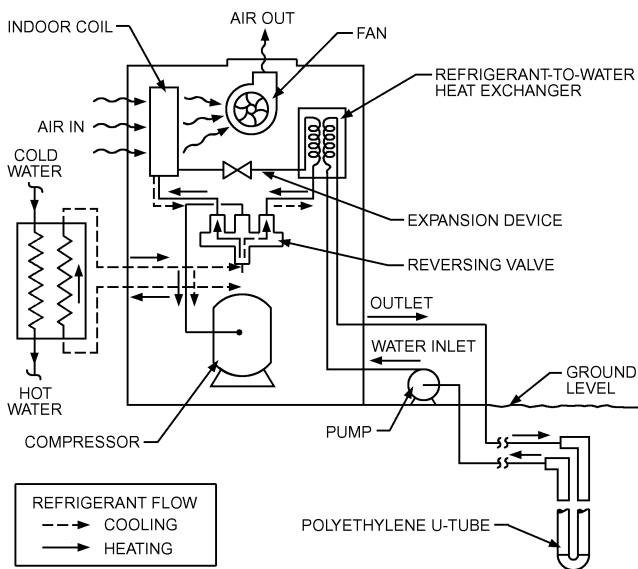 AIR OUT
INDOOR COIL
FAN
REFRIGERANT-TO-WATER
HEAT EXCHANGER
AIR IN
COLD
WATER
EXPANSION DEVICE
REVERSING VALVE
OUTLET
WATER INLET
GROUND
LEVEL
HOT
WATER
COMPRESSOR
PUMP
REFRIGERANT FLOW
COOLING
HEATING
POLYETHYLENE U-TUBE